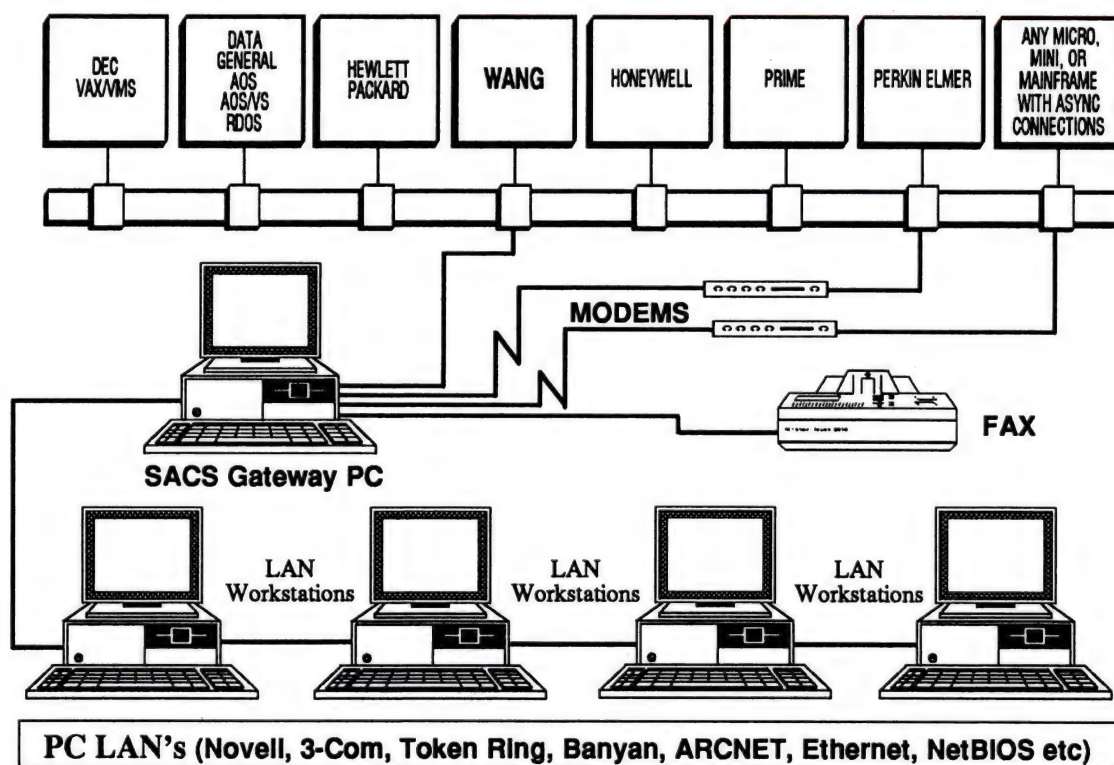 DEC
VAX/VMS
DATA
GENERAL
AOS
AOS/VS
RDOS
HEWLETT
PACKARD
WANG
HONEYWELL
PRIME
PERKIN ELMER
ANY MICRO,
MINI, OR
MAINFRAME
WITH ASYNC
CONNECTIONS
MODEMS
FAX
SACS Gateway PC
LAN
Workstations
LAN
Workstations
LAN
Workstations
PC LAN's (Novell, 3-Com, Token Ring, Banyan, ARCNET, Ethernet, NetBIOS etc)